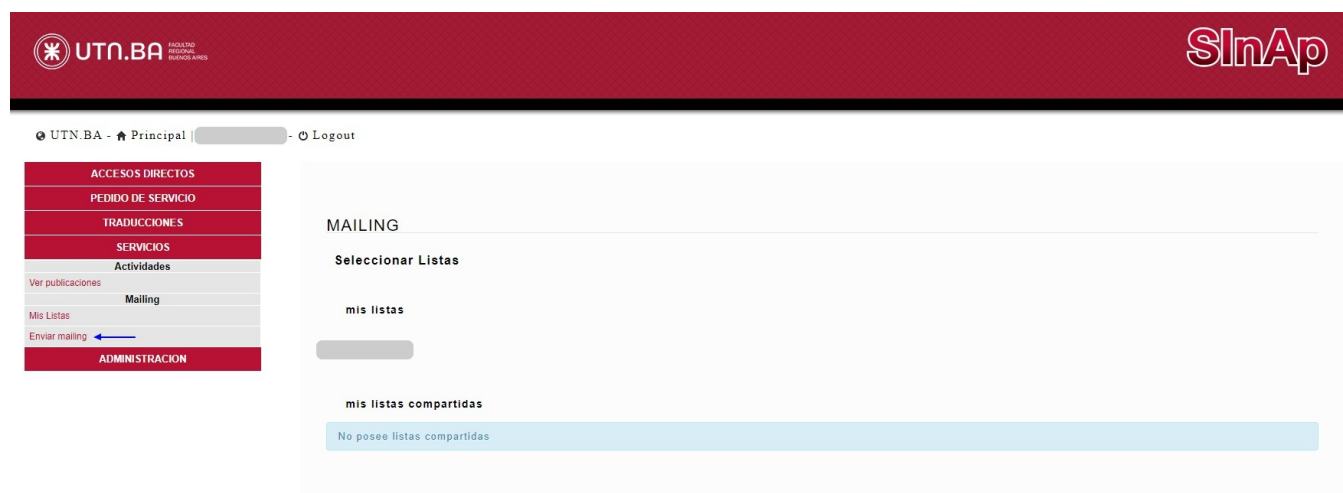 UTN.BA FACULTAD REGIONAL BUENOS AIRES
SInAp
UTN.BA - Principal | - Logout
ACCESOS DIRECTOS
PEDIDO DE SERVICIO
TRADUCCIONES
SERVICIOS
Actividades
Ver publicaciones
Mailing
Mis Listas
Enviar mailing
ADMINISTRACION
MAILING
Seleccionar Listas
mis listas
mis listas compartidas
No posee listas compartidas